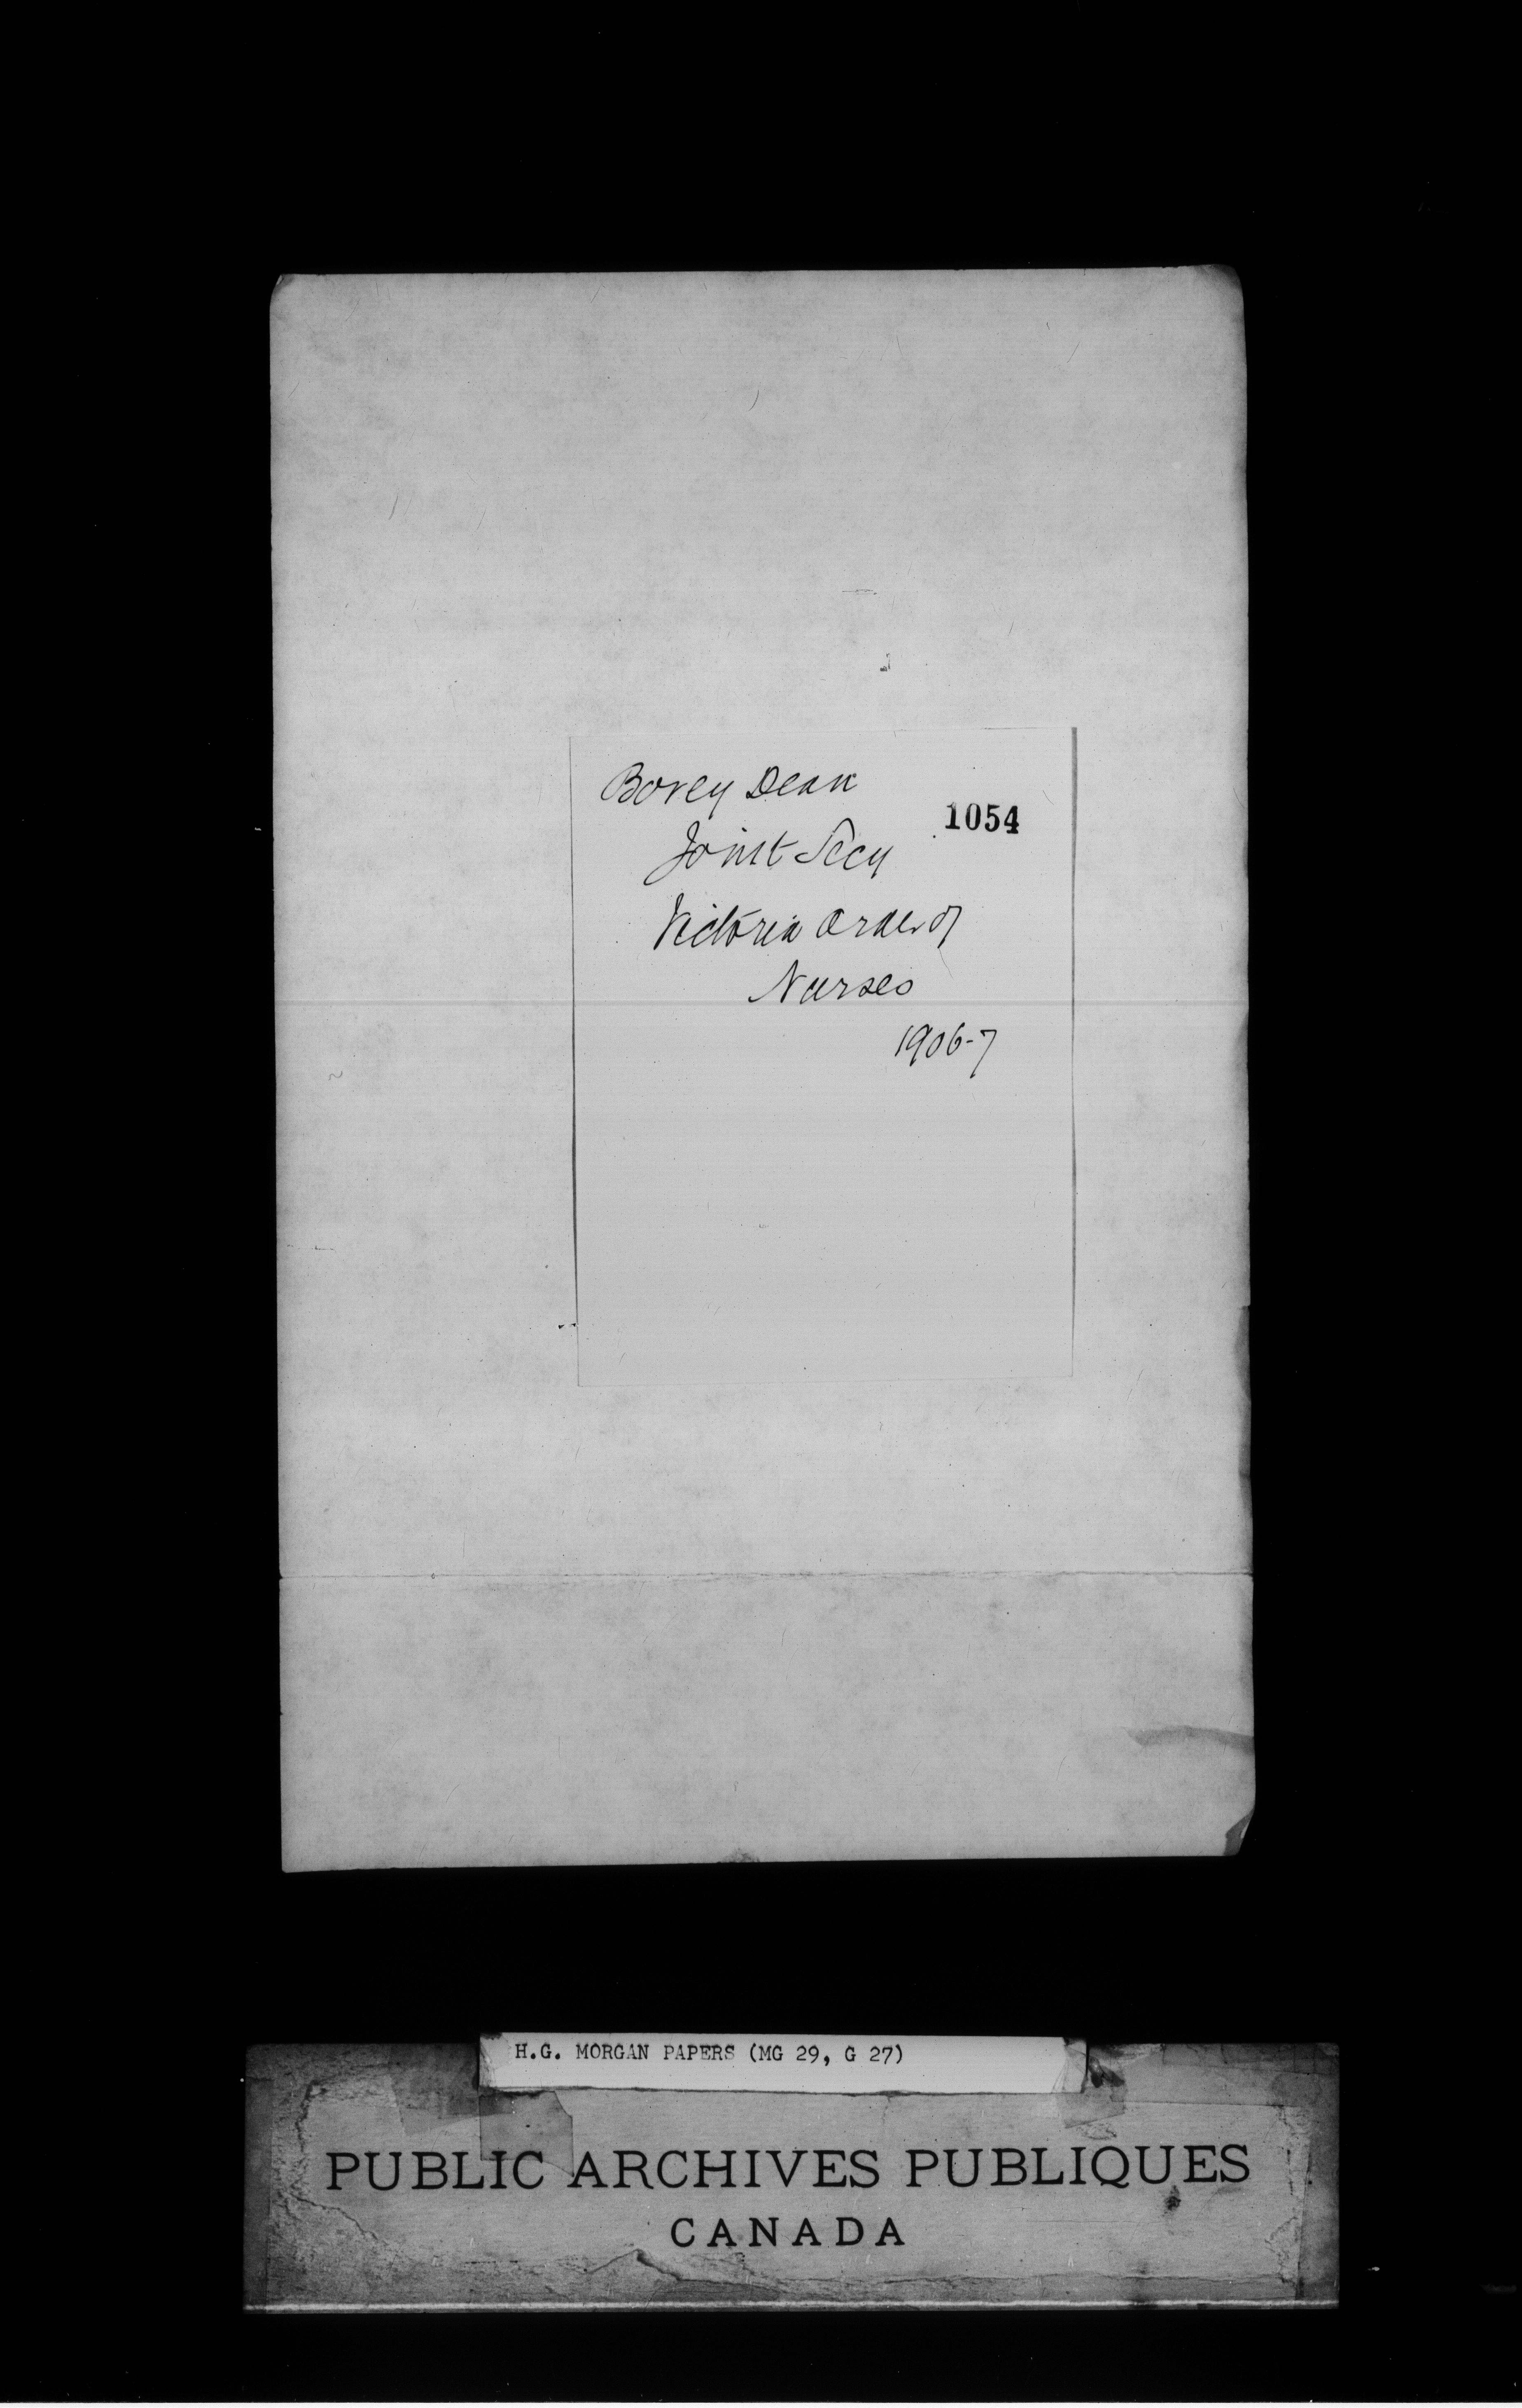 Bovey Dean
1054
Joint Secy
Victoria Order of
Nurses
1906-7
H.G. MORGAN PAPERS (MG 29, G 27)
PUBLIC ARCHIVES PUBLIQUES
CANADA